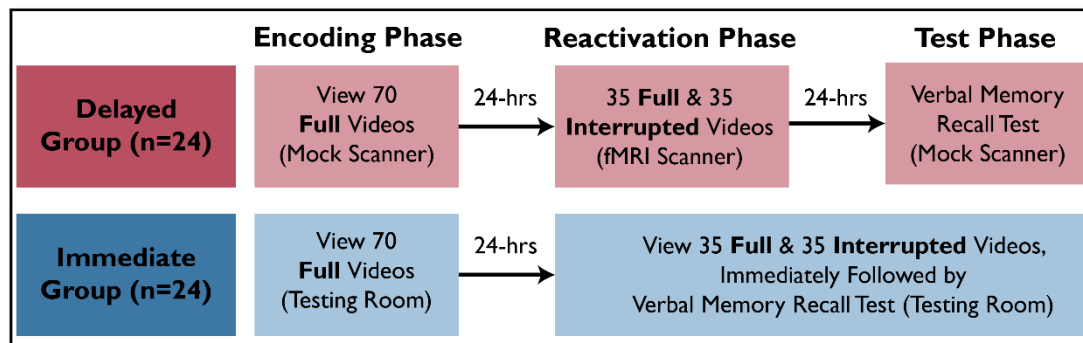 Encoding Phase
Reactivation Phase
Test Phase
Delayed
Group (n=24)
View 70
Full Videos
(Mock Scanner)
24-hrs
35 Full & 35
Interrupted Videos
(fMRI Scanner)
24-hrs
Verbal Memory
Recall Test
(Mock Scanner)
Immediate
Group (n=24)
View 70
Full Videos
(Testing Room)
24-hrs
View 35 Full & 35 Interrupted Videos,
Immediately Followed by
Verbal Memory Recall Test (Testing Room)